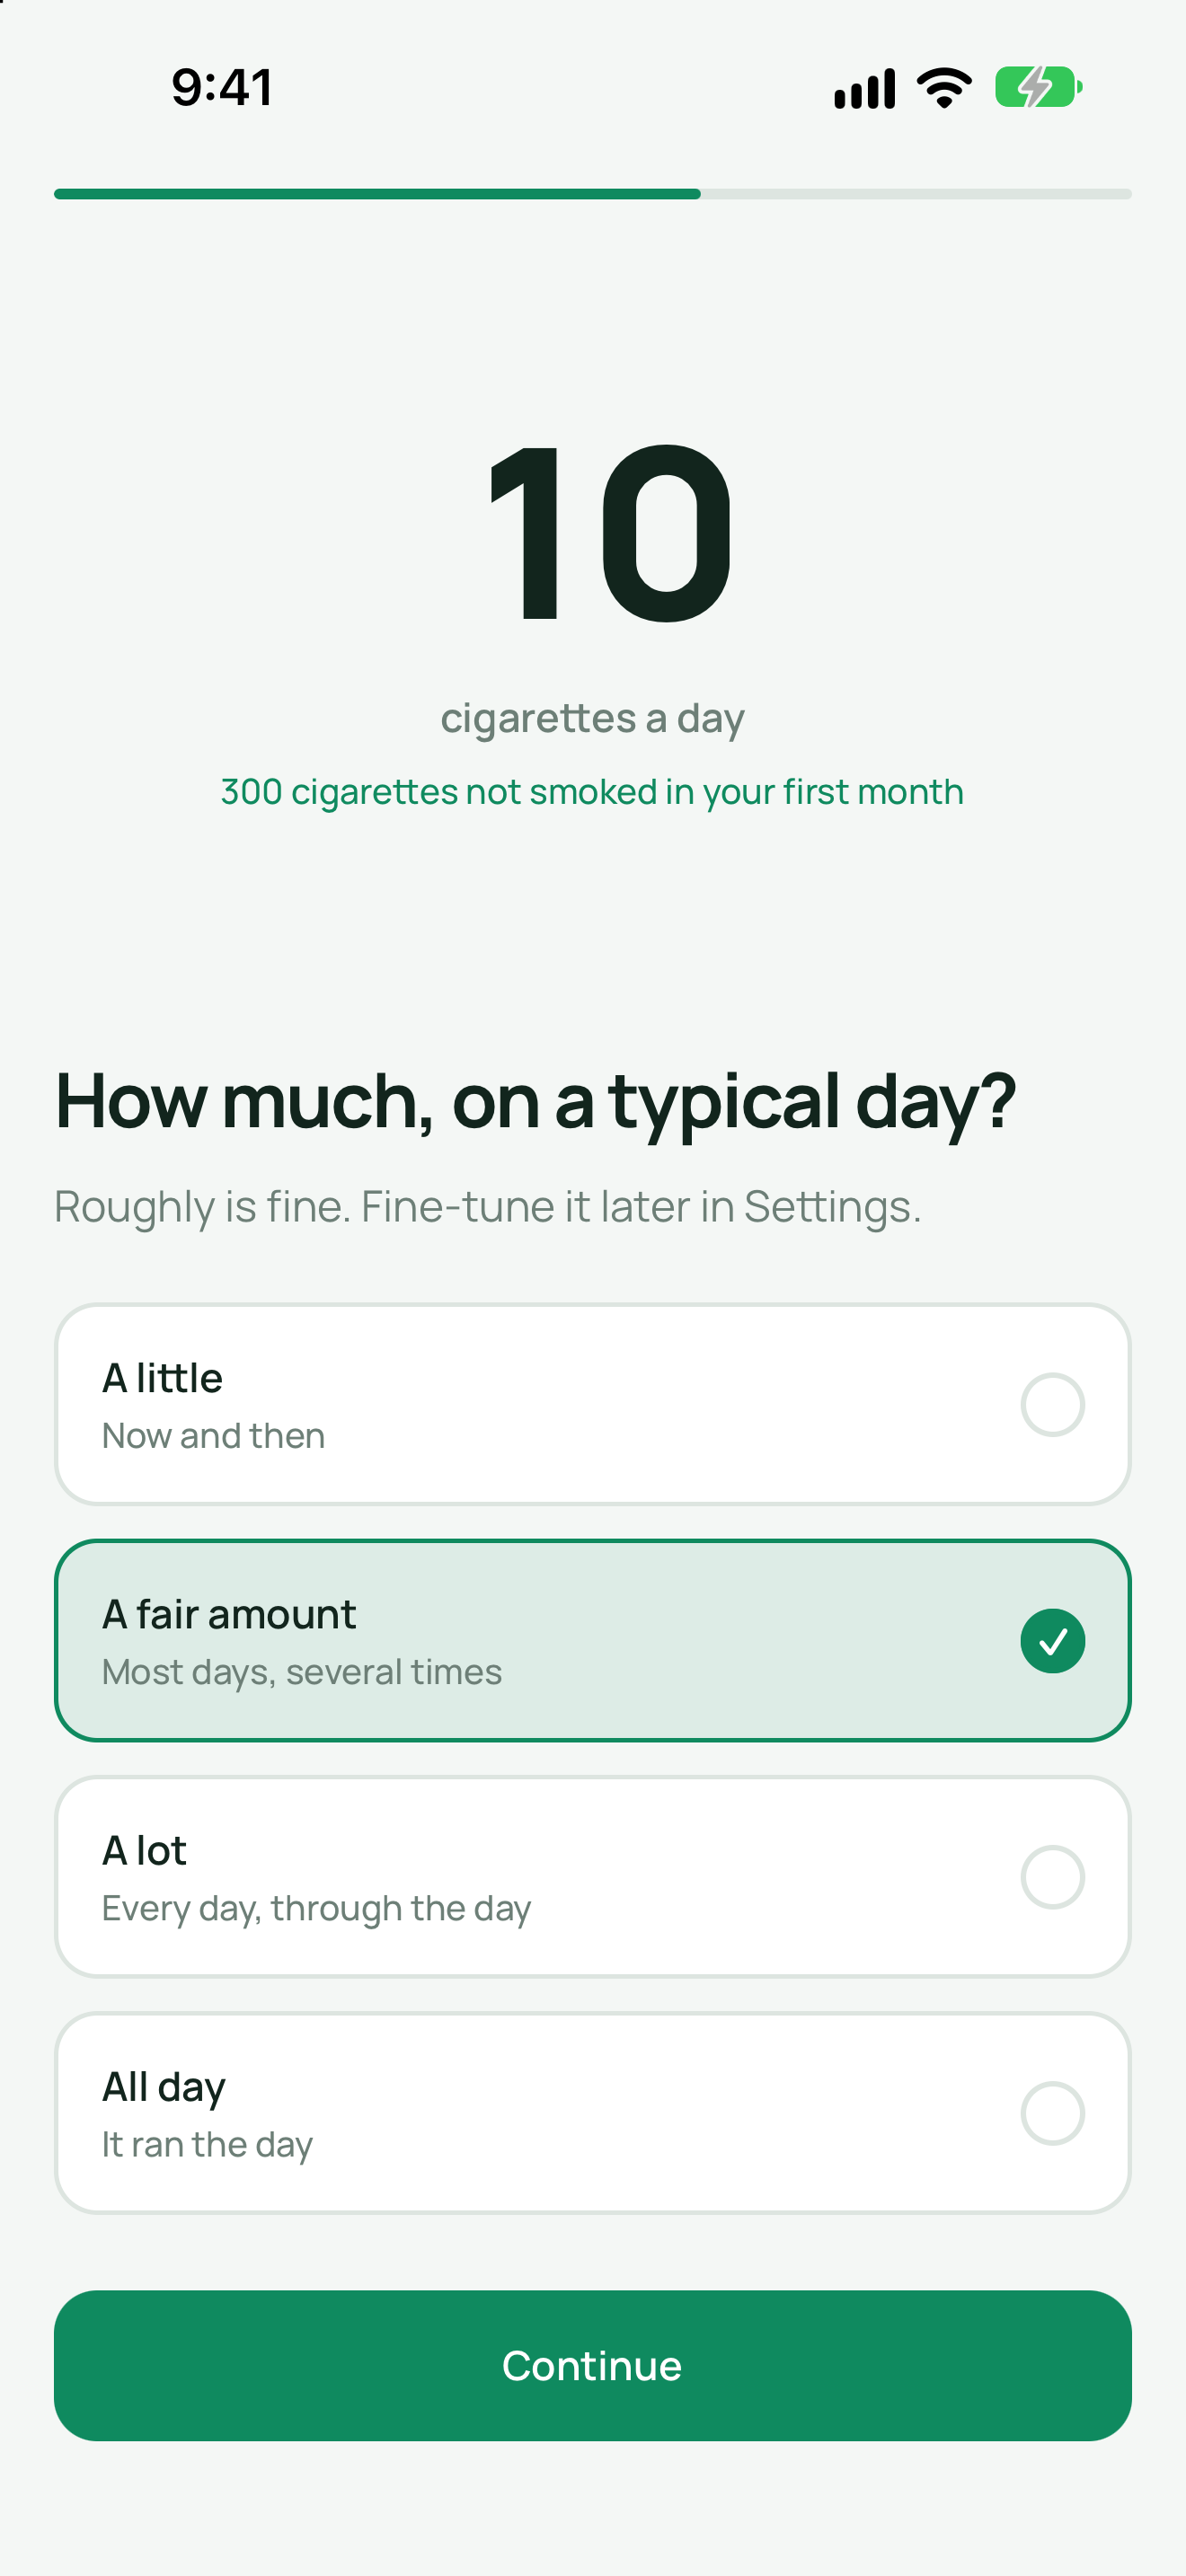 9:41
10
cigarettes a day
300 cigarettes not smoked in your first month
How much, on a typical day?
Roughly is fine. Fine-tune it later in Settings.
A little
Now and then
A fair amount
Most days, several times
A lot
Every day, through the day
All day
It ran the day
Continue